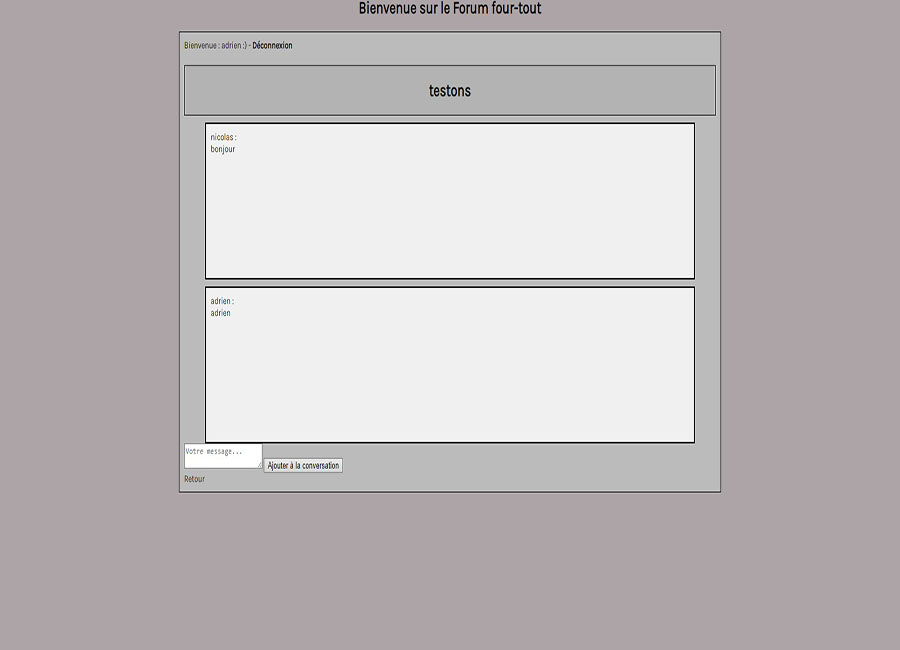 Bienvenue sur le Forum four-tout
Bienvenue : adrien :) - Déconnexion
testons
nicolas :
bonjour
adrien :
adrien
Votre message...
Ajouter à la conversation
Retour